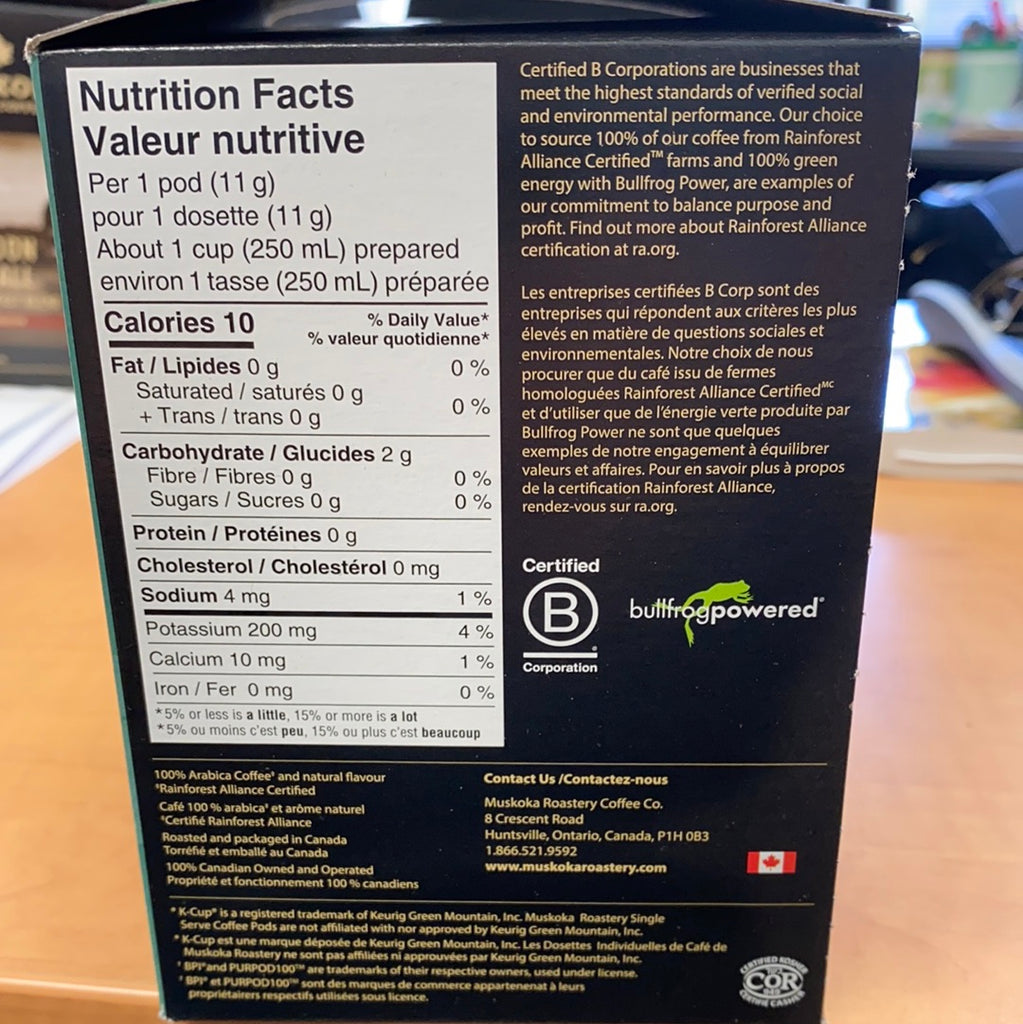 Nutrition Facts
Valeur nutritive
Per 1 pod (11 g)
pour 1 dosette (11 g)
About 1 cup (250 mL) prepared
environ 1 tasse (250 mL) préparée
Calories 10
% Daily Value*
% valeur quotidienne*
Fat / Lipides 0 g 0 %
Saturated / saturés 0 g
+ Trans / trans 0 g 0 %
Carbohydrate / Glucides 2 g
Fibre / Fibres 0 g 0 %
Sugars / Sucres 0 g 0 %
Protein / Protéines 0 g
Cholesterol / Cholestérol 0 mg
Sodium 4 mg 1 %
Potassium 200 mg 4 %
Calcium 10 mg 1 %
Iron / Fer 0 mg 0 %
*5% or less is a little, 15% or more is a lot
*5% ou moins c'est peu, 15% ou plus c'est beaucoup
Certified B Corporations are businesses that
meet the highest standards of verified social
and environmental performance. Our choice
to source 100% of our coffee from Rainforest
Alliance Certified™ farms and 100% green
energy with Bullfrog Power, are examples of
our commitment to balance purpose and
profit. Find out more about Rainforest Alliance
certification at ra.org.
Les entreprises certifiées B Corp sont des
entreprises qui répondent aux critères les plus
élevés en matière de questions sociales et
environnementales. Notre choix de nous
procurer que du café issu de fermes
homologuées Rainforest Alliance Certified MC
et d'utiliser que de l'énergie verte produite par
Bullfrog Power ne sont que quelques
exemples de notre engagement à équilibrer
valeurs et affaires. Pour en savoir plus à propos
de la certification Rainforest Alliance,
rendez-vous sur ra.org.
Certified
B
Corporation
bullfrogpowered®
100% Arabica Coffee† and natural flavour
†Rainforest Alliance Certified
Café 100 % arabica† et arôme naturel
†Certifié Rainforest Alliance
Roasted and packaged in Canada
Torréfié et emballé au Canada
100% Canadian Owned and Operated
Propriété et fonctionnement 100 % canadiens
Contact Us /Contactez-nous
Muskoka Roastery Coffee Co.
8 Crescent Road
Huntsville, Ontario, Canada, P1H 0B3
1.866.521.9592
www.muskokaroastery.com
* K-Cup® is a registered trademark of Keurig Green Mountain, Inc. Muskoka Roastery Single
Serve Coffee Pods are not affiliated with nor approved by Keurig Green Mountain, Inc.
* K-Cup est une marque déposée de Keurig Green Mountain, Inc. Les Dosettes Individuelles de Café de
Muskoka Roastery ne sont pas affiliées ni approuvées par Keurig Green Mountain, Inc.
† BPI® and PURPOD100™ are trademarks of their respective owners, used under license.
† BPI® et PURPOD100™ sont des marques de commerce appartenenat à leurs
propriétairers respectifs utilisées sous licence.
CERTIFIED KOSHER
COR
CERTIFIÉ CASHER